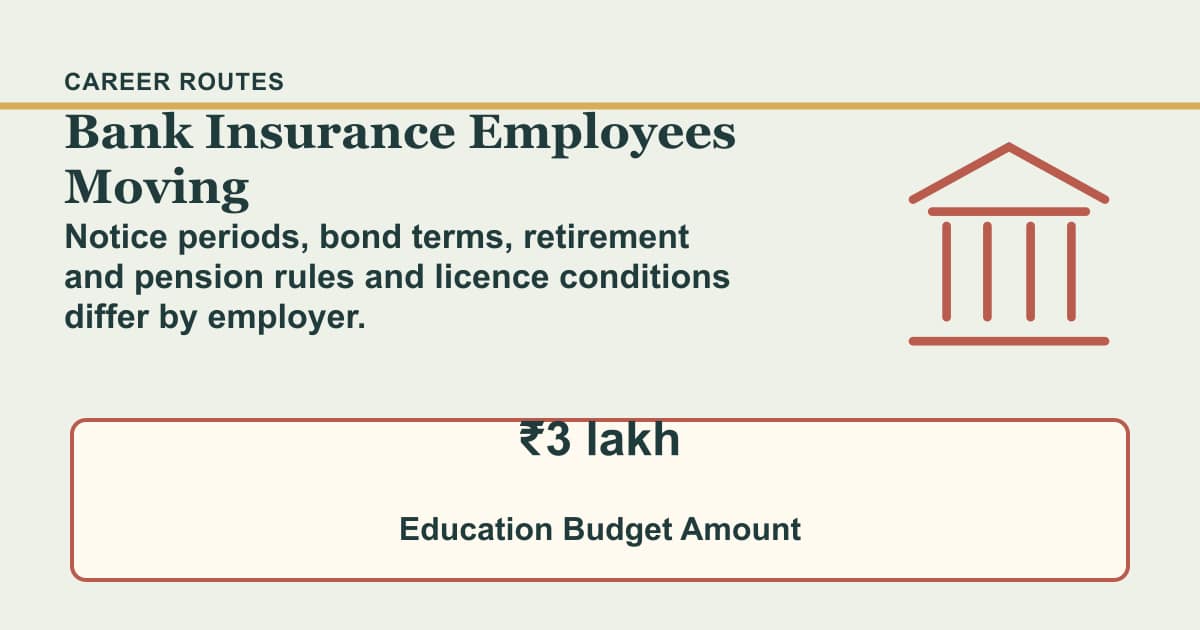 CAREER ROUTES
Bank Insurance Employees
Moving
Notice periods, bond terms, retirement
and pension rules and licence conditions
differ by employer.
₹3 lakh
Education Budget Amount